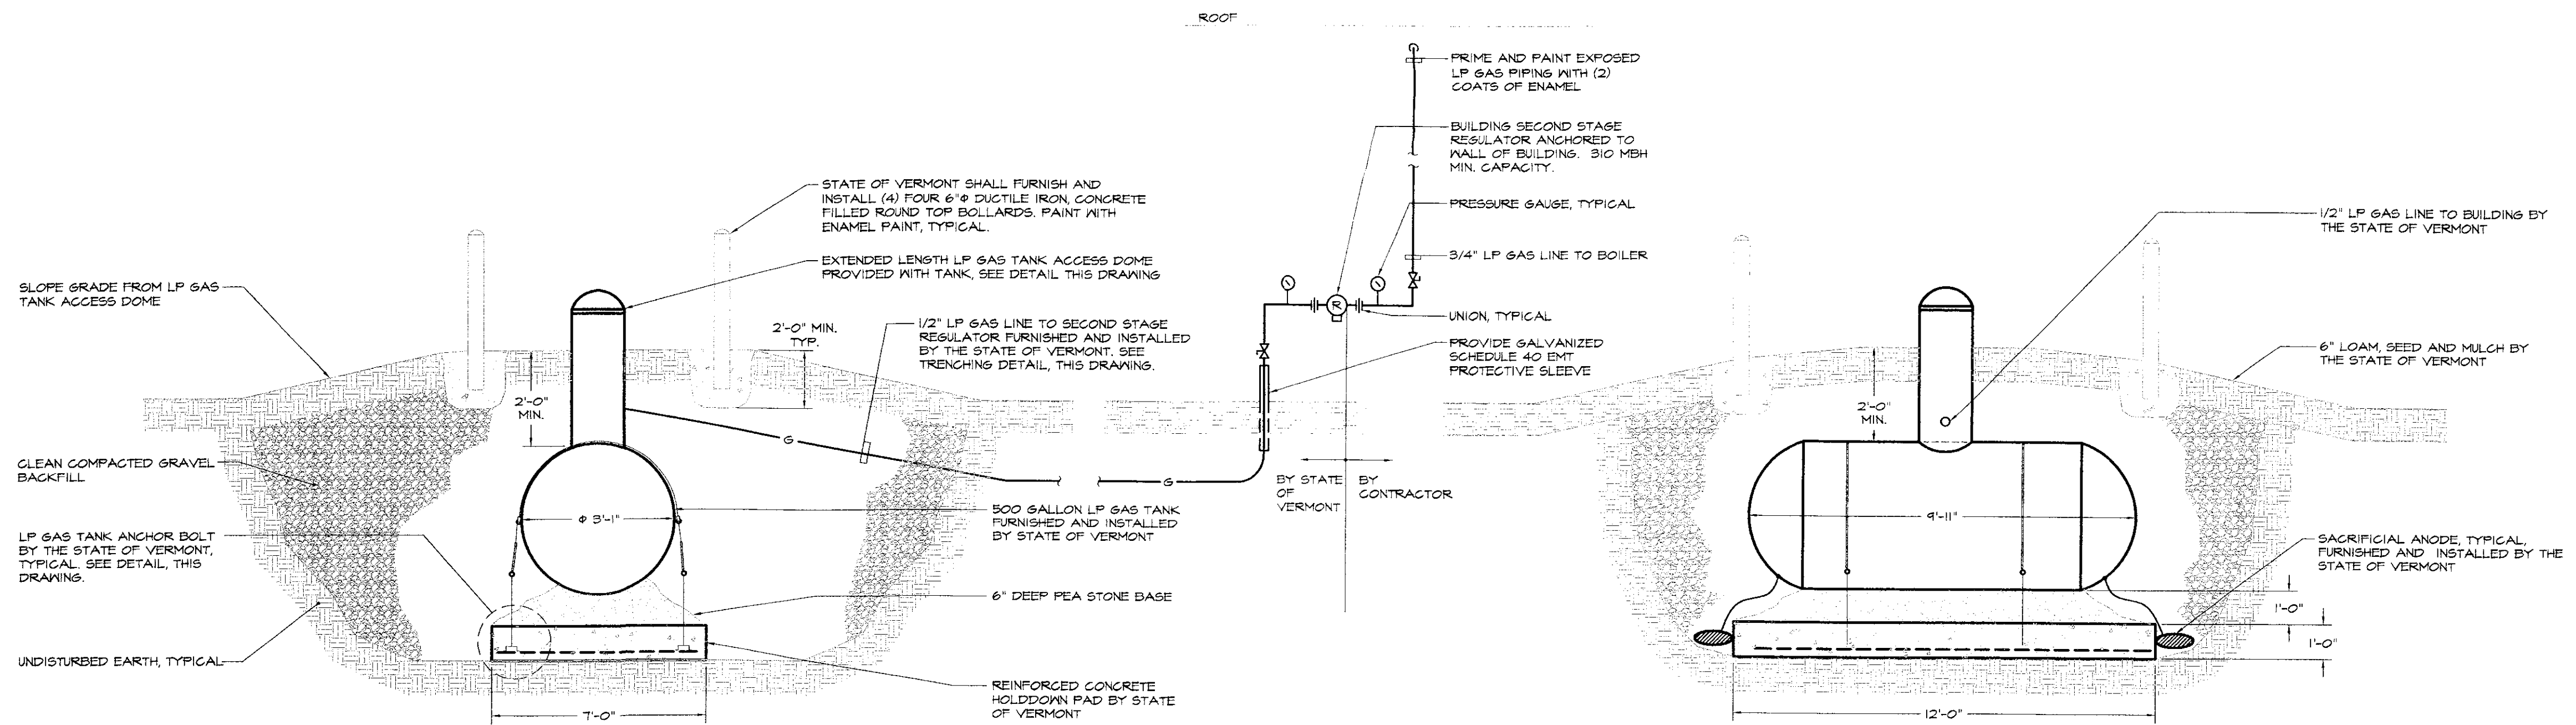 ROOF
PRIME AND PAINT EXPOSED
LP GAS PIPING WITH (2)
COATS OF ENAMEL
BUILDING SECOND STAGE
REGULATOR ANCHORED TO
WALL OF BUILDING. 310 MBH
MIN. CAPACITY.
PRESSURE GAUGE, TYPICAL
3/4" LP GAS LINE TO BOILER
UNION, TYPICAL
PROVIDE GALVANIZED
SCHEDULE 40 EMT
PROTECTIVE SLEEVE
R
STATE OF VERMONT SHALL FURNISH AND
INSTALL (4) FOUR 6"Φ DUCTILE IRON, CONCRETE
FILLED ROUND TOP BOLLARDS. PAINT WITH
ENAMEL PAINT, TYPICAL.
EXTENDED LENGTH LP GAS TANK ACCESS DOME
PROVIDED WITH TANK, SEE DETAIL THIS DRAWING
SLOPE GRADE FROM LP GAS
TANK ACCESS DOME
2'-0" MIN.
TYP.
1/2" LP GAS LINE TO SECOND STAGE
REGULATOR FURNISHED AND INSTALLED
BY THE STATE OF VERMONT. SEE
TRENCHING DETAIL, THIS DRAWING.
2'-0"
MIN.
G
G
CLEAN COMPACTED GRAVEL
BACKFILL
BY STATE
OF
VERMONT
BY
CONTRACTOR
Φ 3'-1"
500 GALLON LP GAS TANK
FURNISHED AND INSTALLED
BY STATE OF VERMONT
LP GAS TANK ANCHOR BOLT
BY THE STATE OF VERMONT,
TYPICAL. SEE DETAIL, THIS
DRAWING.
6" DEEP PEA STONE BASE
UNDISTURBED EARTH, TYPICAL
REINFORCED CONCRETE
HOLDDOWN PAD BY STATE
OF VERMONT
7'-0"
1/2" LP GAS LINE TO BUILDING BY
THE STATE OF VERMONT
6" LOAM, SEED AND MULCH BY
THE STATE OF VERMONT
2'-0"
MIN.
9'-11"
SACRIFICIAL ANODE, TYPICAL,
FURNISHED AND INSTALLED BY THE
STATE OF VERMONT
1'-0"
1'-0"
12'-0"